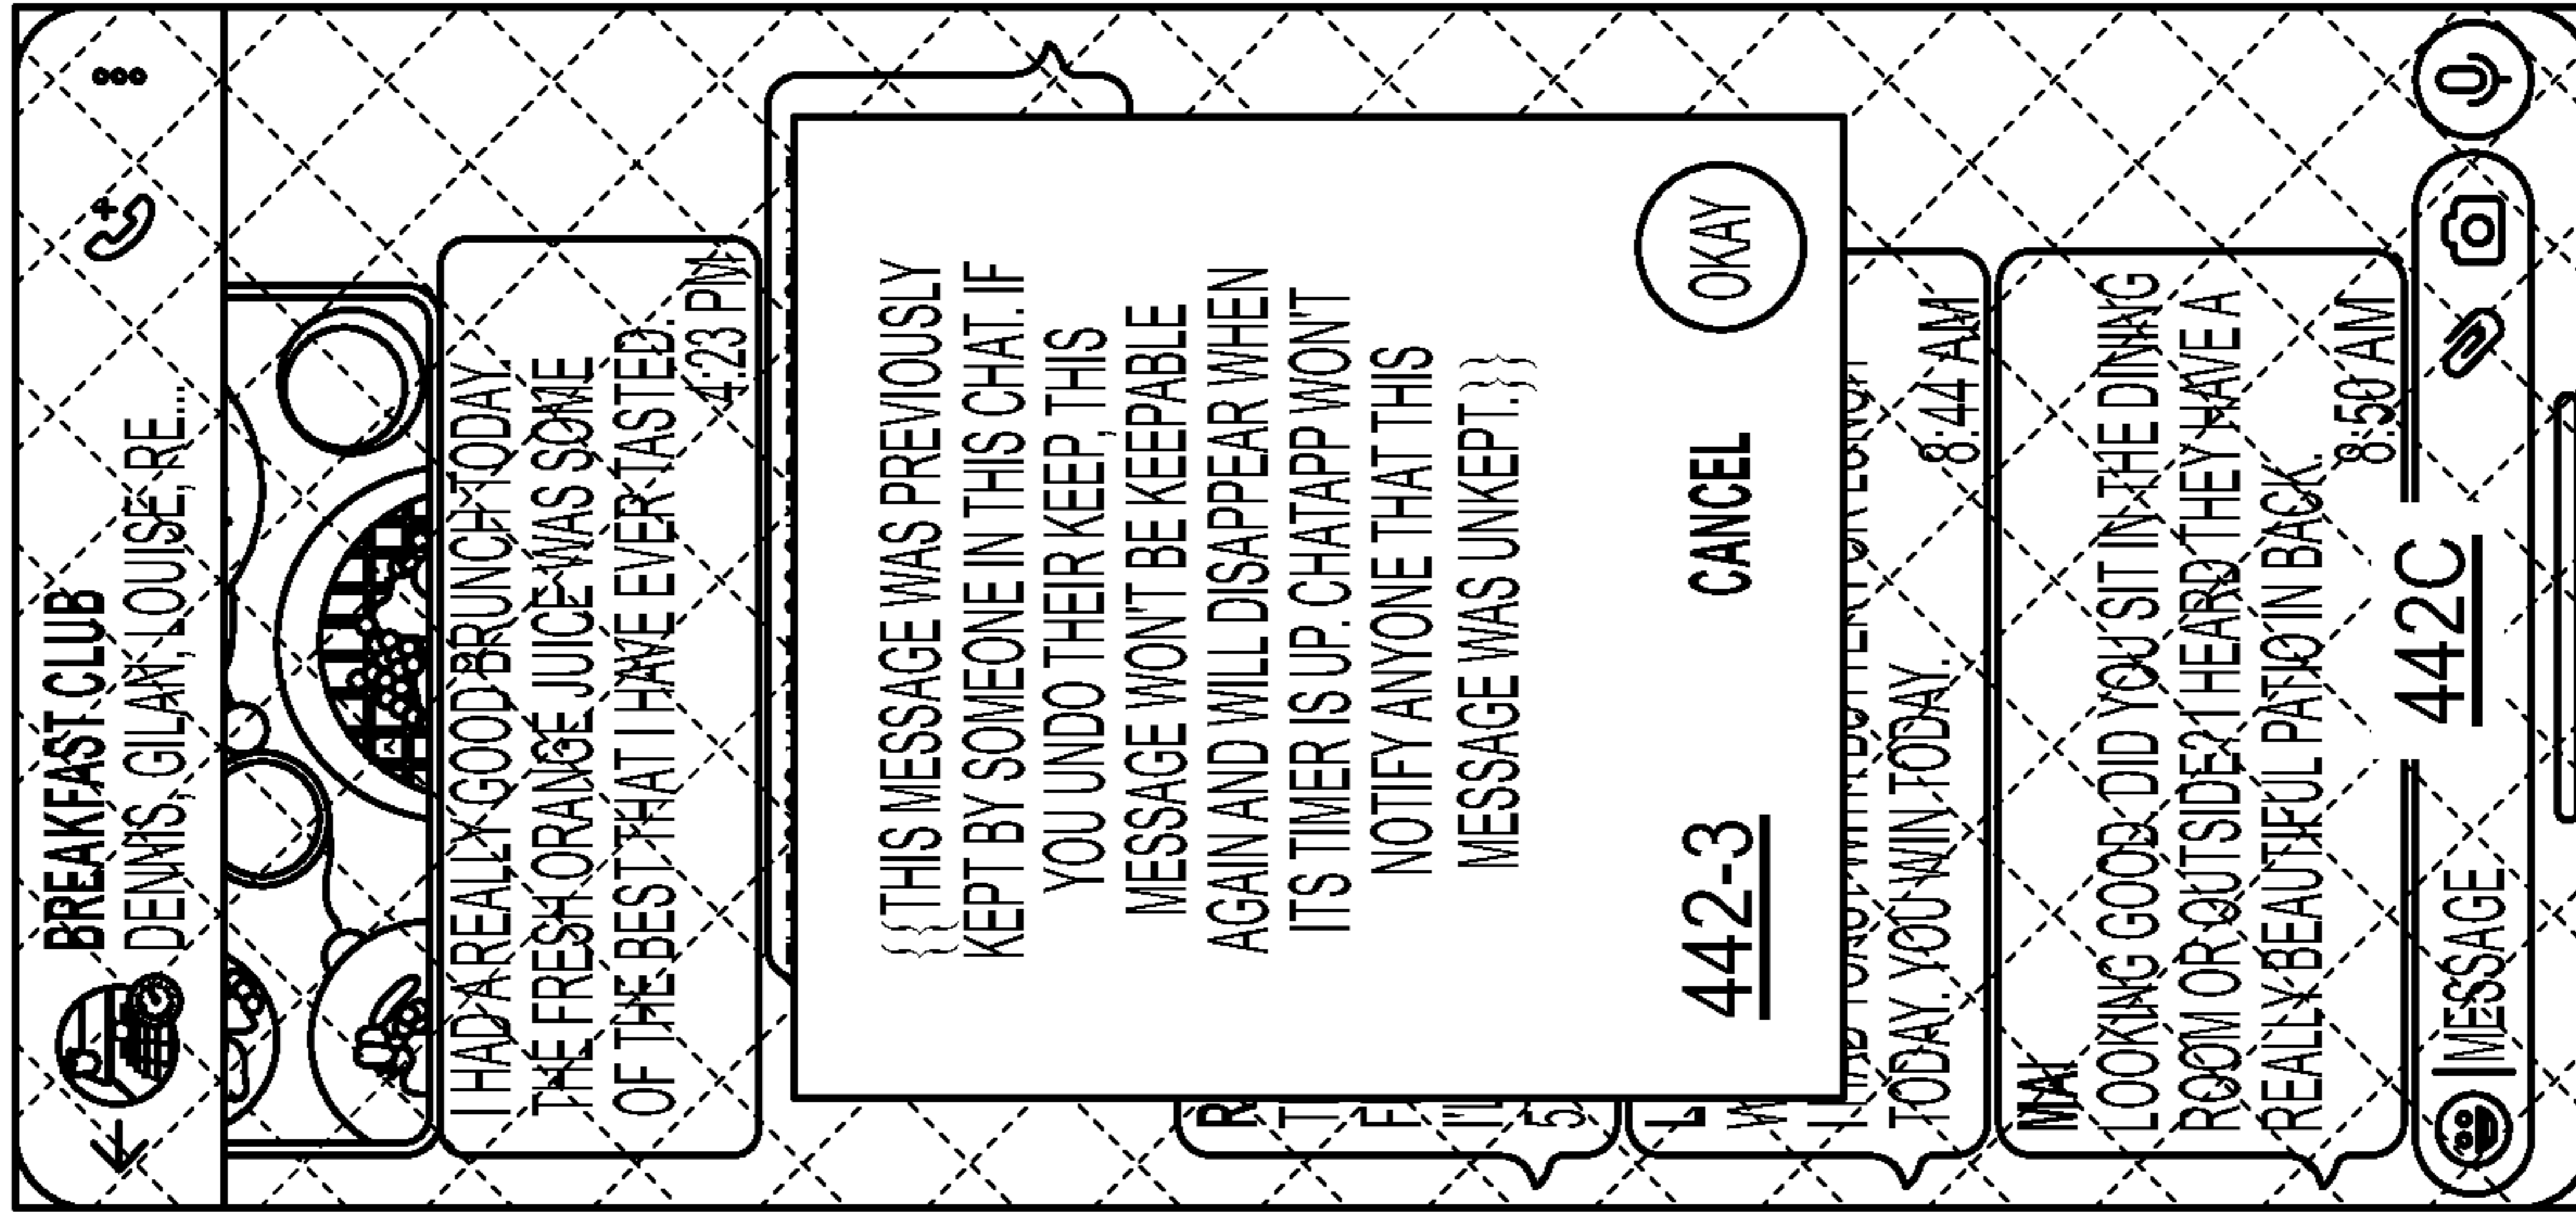 BREAKFAST CLUB
DENNIS, GILAN, LOUISE, RE...
I HAD A REALLY GOOD BRUNCH TODAY.
THE FRESH ORANGE JUICE WAS SOME
OF THE BEST THAT I HAVE EVER TASTED.
4:23 PM
{{THIS MESSAGE WAS PREVIOUSLY
KEPT BY SOMEONE IN THIS CHAT. IF
YOU UNDO THEIR KEEP, THIS
MESSAGE WON'T BE KEEPABLE
AGAIN AND WILL DISAPPEAR WHEN
ITS TIMER IS UP. CHATAPP WON'T
NOTIFY ANYONE THAT THIS
MESSAGE WAS UNKEPT.}}
442-3 CANCEL OKAY
TODAY. YOU WIN TODAY.
8:44 AM
MAI
LOOKING GOOD. DID YOU SIT IN THE DINING
ROOM OR OUTSIDE? I HEARD THEY HAVE A
REALLY BEAUTIFUL PATIO IN BACK.
8:50 AM
442C
MESSAGE